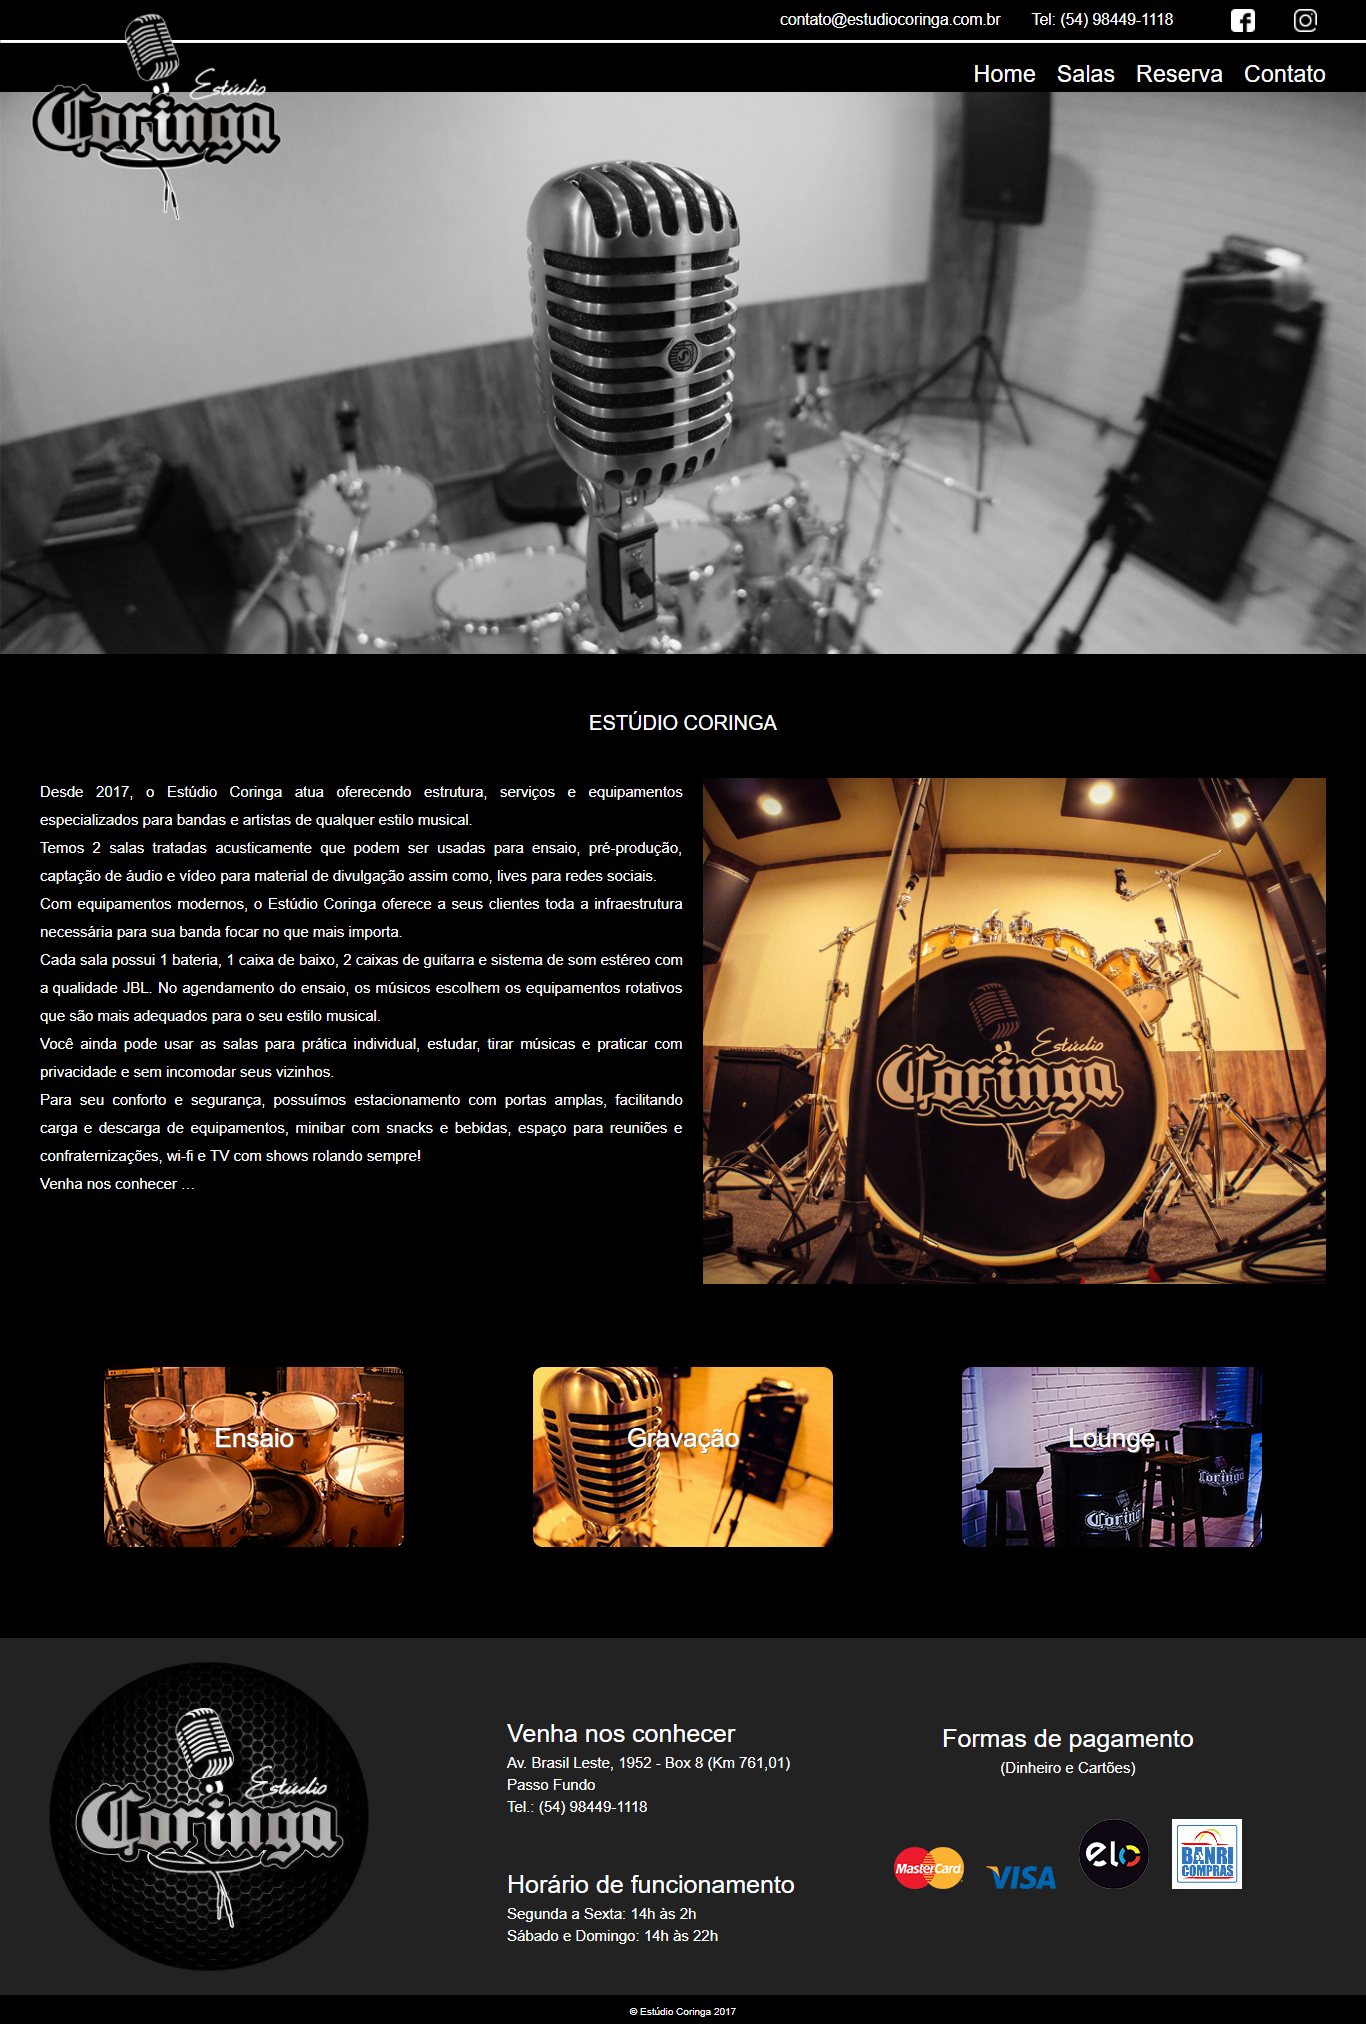 contato@estudiocoringa.com.br Tel: (54) 98449-1118
Estúdio
Coringa
Home Salas Reserva Contato
ESTÚDIO CORINGA
Desde 2017, o Estúdio Coringa atua oferecendo estrutura, serviços e equipamentos
especializados para bandas e artistas de qualquer estilo musical.
Temos 2 salas tratadas acusticamente que podem ser usadas para ensaio, pré-produção,
captação de áudio e vídeo para material de divulgação assim como, lives para redes sociais.
Com equipamentos modernos, o Estúdio Coringa oferece a seus clientes toda a infraestrutura
necessária para sua banda focar no que mais importa.
Cada sala possui 1 bateria, 1 caixa de baixo, 2 caixas de guitarra e sistema de som estéreo com
a qualidade JBL. No agendamento do ensaio, os músicos escolhem os equipamentos rotativos
que são mais adequados para o seu estilo musical.
Você ainda pode usar as salas para prática individual, estudar, tirar músicas e praticar com
privacidade e sem incomodar seus vizinhos.
Para seu conforto e segurança, possuímos estacionamento com portas amplas, facilitando
carga e descarga de equipamentos, minibar com snacks e bebidas, espaço para reuniões e
confraternizações, wi-fi e TV com shows rolando sempre!
Venha nos conhecer ...
Estúdio
Coringa
Ensaio
Gravação
Lounge
Coringa
Coringa
Estúdio
Coringa
Venha nos conhecer
Av. Brasil Leste, 1952 - Box 8 (Km 761,01)
Passo Fundo
Tel.: (54) 98449-1118
Horário de funcionamento
Segunda a Sexta: 14h às 2h
Sábado e Domingo: 14h às 22h
Formas de pagamento
(Dinheiro e Cartões)
MasterCard
VISA
elo
BANRI
COMPRAS
© Estúdio Coringa 2017